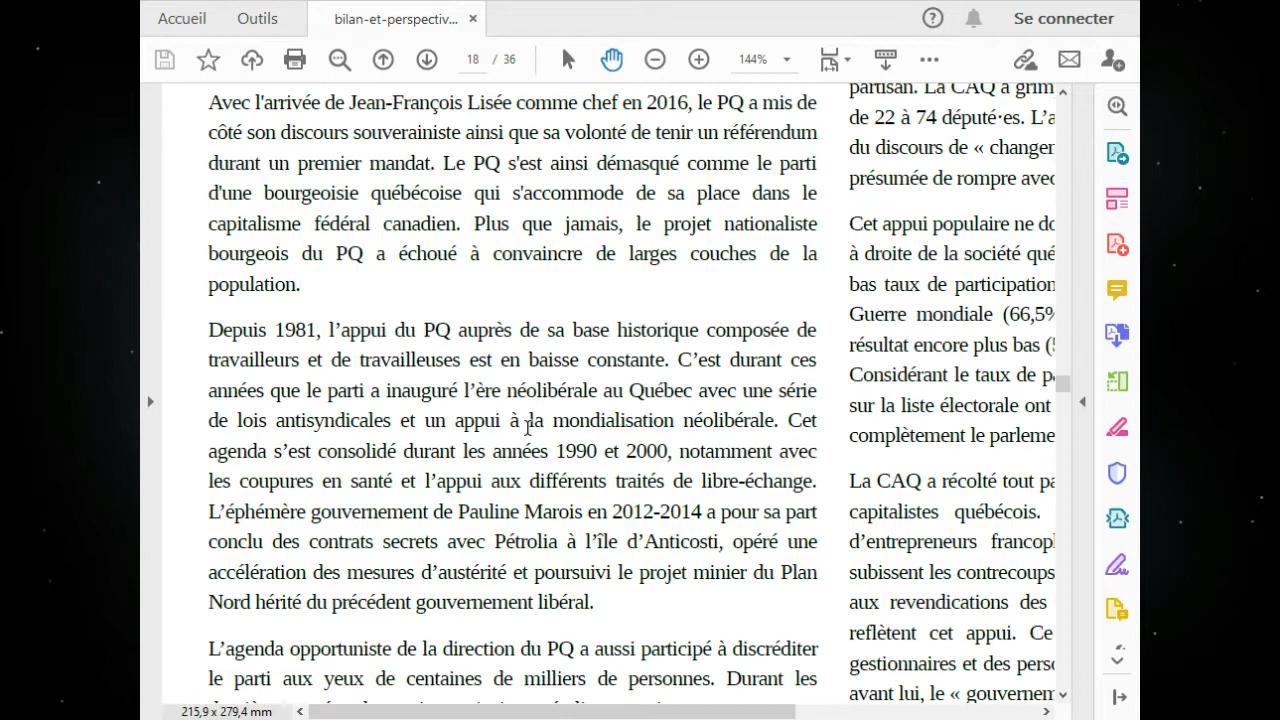 Accueil
Outils
bilan-et-perspectiv...
Se connecter
18 / 36
144%
Avec l'arrivée de Jean-François Lisée comme chef en 2016, le PQ a mis de
côté son discours souverainiste ainsi que sa volonté de tenir un référendum
durant un premier mandat. Le PQ s'est ainsi démasqué comme le parti
d'une bourgeoisie québécoise qui s'accommode de sa place dans le
capitalisme fédéral canadien. Plus que jamais, le projet nationaliste
bourgeois du PQ a échoué à convaincre de larges couches de la
population.
Depuis 1981, l’appui du PQ auprès de sa base historique composée de
travailleurs et de travailleuses est en baisse constante. C’est durant ces
années que le parti a inauguré l’ère néolibérale au Québec avec une série
de lois antisyndicales et un appui à la mondialisation néolibérale. Cet
agenda s’est consolidé durant les années 1990 et 2000, notamment avec
les coupures en santé et l’appui aux différents traités de libre-échange.
L’éphémère gouvernement de Pauline Marois en 2012-2014 a pour sa part
conclu des contrats secrets avec Pétrolia à l’île d’Anticosti, opéré une
accélération des mesures d’austérité et poursuivi le projet minier du Plan
Nord hérité du précédent gouvernement libéral.
L’agenda opportuniste de la direction du PQ a aussi participé à discréditer
le parti aux yeux de centaines de milliers de personnes. Durant les
partisan. La CAQ a grim
de 22 à 74 député·es. L’a
du discours de « changer
présumée de rompre avec
Cet appui populaire ne do
à droite de la société qué
bas taux de participation
Guerre mondiale (66,5%
résultat encore plus bas (5
Considérant le taux de pa
sur la liste électorale ont
complètement le parleme
La CAQ a récolté tout pa
capitalistes québécois.
d’entrepreneurs francoph
subissent les contrecoups
aux revendications des
reflètent cet appui. Ce
gestionnaires et des perso
avant lui, le « gouvernem
215,9 x 279,4 mm